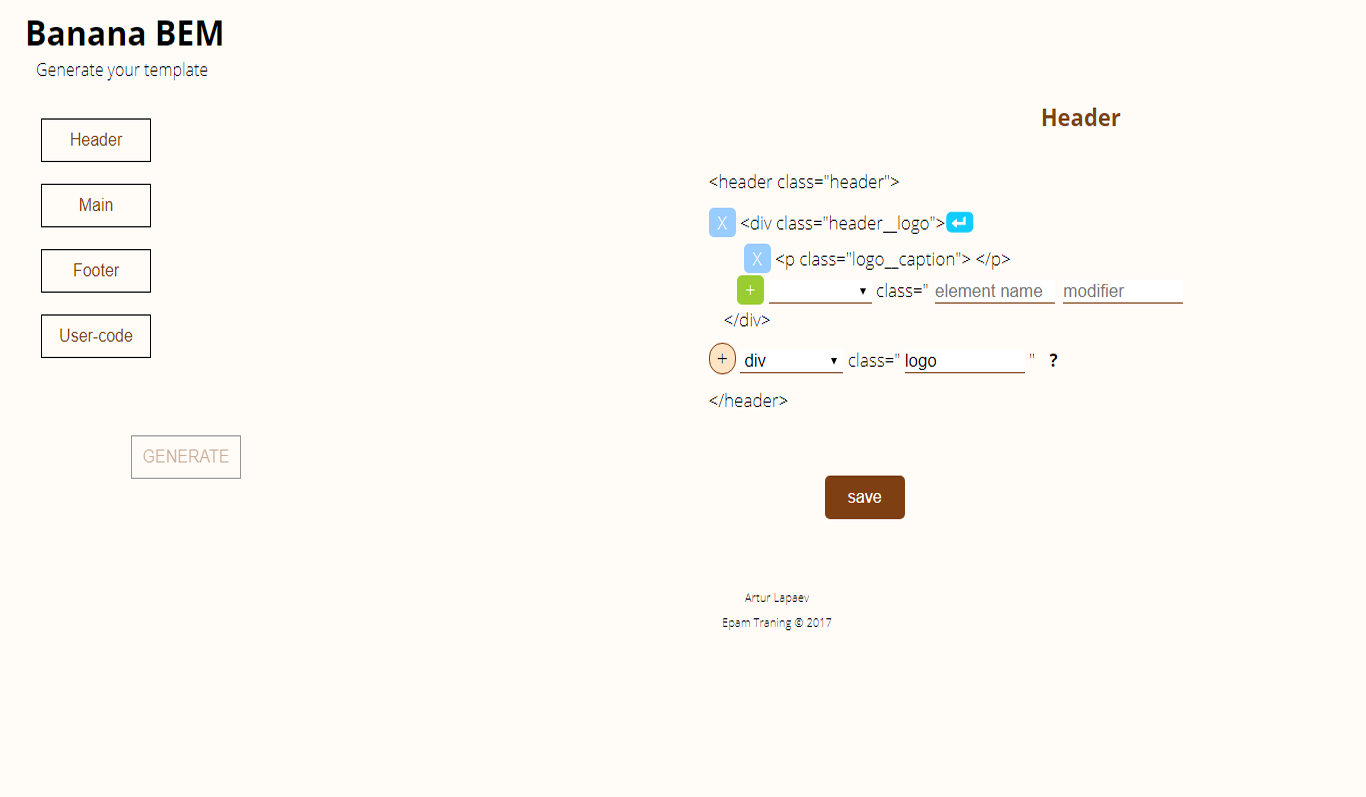 Banana BEM
Generate your template
Header
Main
Footer
User-code
GENERATE
Header
<header class="header">
X <div class="header__logo">
X <p class="logo__caption"> </p>
+ class=" element name modifier
</div>
+ div class=" logo " ?
</header>
save
Artur Lapaev
Epam Traning © 2017